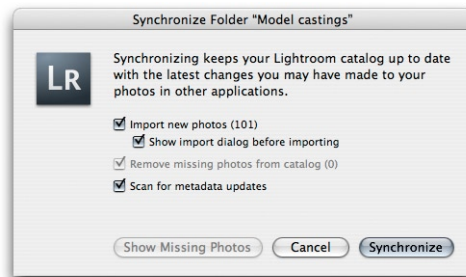 Synchronize Folder “Model castings”
LR
Synchronizing keeps your Lightroom catalog up to date
with the latest changes you may have made to your
photos in other applications.
Import new photos (101)
Show import dialog before importing
Remove missing photos from catalog (0)
Scan for metadata updates
Show Missing Photos Cancel Synchronize